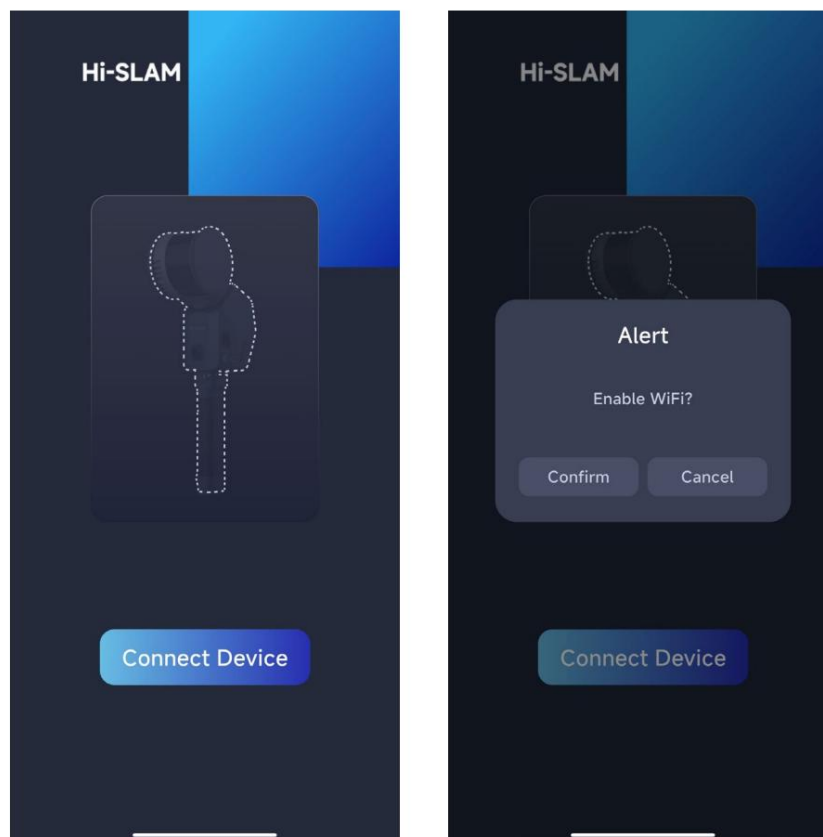 Hi-SLAM
Connect Device
Hi-SLAM
Alert
Enable WiFi?
Confirm Cancel
Connect Device